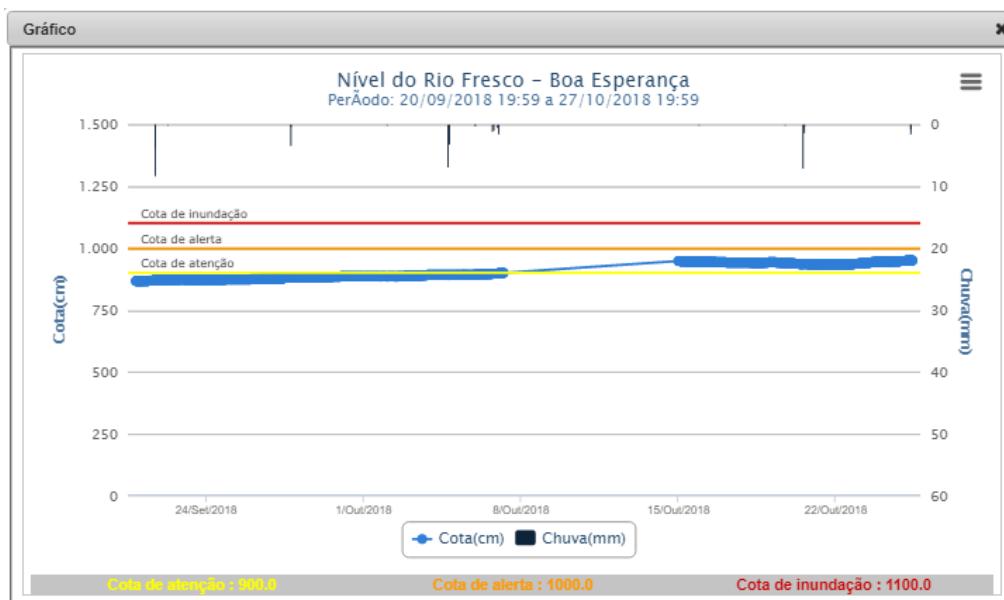 Gráfico
Nível do Rio Fresco - Boa Esperança
PerÃodo: 20/09/2018 19:59 a 27/10/2018 19:59
1.500
1.250
1.000
750
500
250
0
Cota(cm)
Cota de inundação
Cota de alerta
Cota de atenção
0
10
20
30
40
50
60
Chuva(mm)
24/Set/2018 1/Out/2018 8/Out/2018 15/Out/2018 22/Out/2018
Cota(cm) Chuva(mm)
Cota de atenção : 900.0 Cota de alerta : 1000.0 Cota de inundação : 1100.0